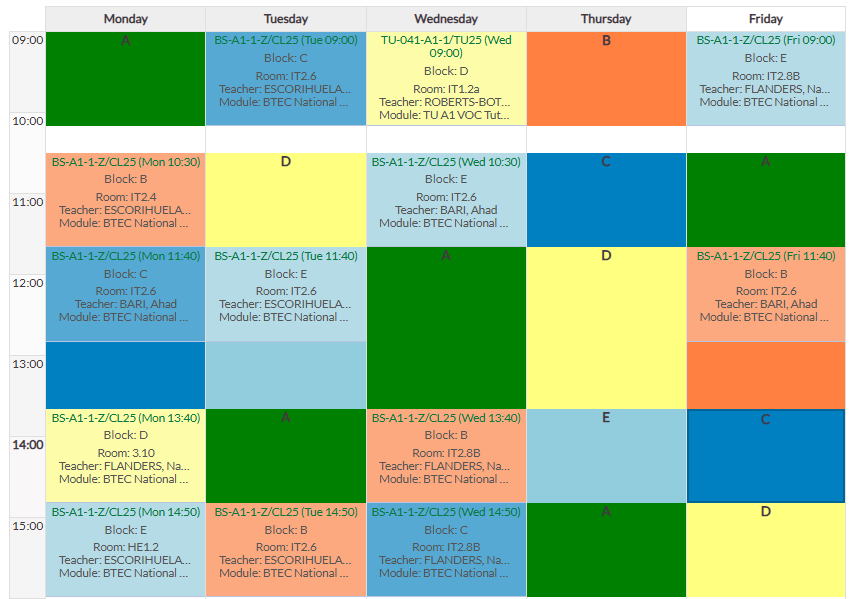 Monday Tuesday Wednesday Thursday Friday
09:00
A
BS-A1-1-Z/CL25 (Tue 09:00)
Block: C
Room: IT2.6
Teacher: ESCORIHUELA...
Module: BTEC National ...
TU-041-A1-1/TU25 (Wed
09:00)
Block: D
Room: IT1.2a
Teacher: ROBERTS-BOT...
Module: TU A1 VOC Tut...
B
BS-A1-1-Z/CL25 (Fri 09:00)
Block: E
Room: IT2.8B
Teacher: FLANDERS, Na...
Module: BTEC National ...
10:00
BS-A1-1-Z/CL25 (Mon 10:30)
Block: B
Room: IT2.4
Teacher: ESCORIHUELA...
Module: BTEC National ...
D
BS-A1-1-Z/CL25 (Wed 10:30)
Block: E
Room: IT2.6
Teacher: BARI, Ahad
Module: BTEC National ...
C
A
11:00
BS-A1-1-Z/CL25 (Mon 11:40)
Block: C
Room: IT2.6
Teacher: BARI, Ahad
Module: BTEC National ...
BS-A1-1-Z/CL25 (Tue 11:40)
Block: E
Room: IT2.6
Teacher: ESCORIHUELA...
Module: BTEC National ...
A
D
BS-A1-1-Z/CL25 (Fri 11:40)
Block: B
Room: IT2.6
Teacher: BARI, Ahad
Module: BTEC National ...
12:00
13:00
BS-A1-1-Z/CL25 (Mon 13:40)
Block: D
Room: 3.10
Teacher: FLANDERS, Na...
Module: BTEC National ...
A
BS-A1-1-Z/CL25 (Wed 13:40)
Block: B
Room: IT2.8B
Teacher: FLANDERS, Na...
Module: BTEC National ...
E
C
14:00
BS-A1-1-Z/CL25 (Mon 14:50)
Block: E
Room: HE1.2
Teacher: ESCORIHUELA...
Module: BTEC National ...
BS-A1-1-Z/CL25 (Tue 14:50)
Block: B
Room: IT2.6
Teacher: ESCORIHUELA...
Module: BTEC National ...
BS-A1-1-Z/CL25 (Wed 14:50)
Block: C
Room: IT2.8B
Teacher: FLANDERS, Na...
Module: BTEC National ...
A
D
15:00